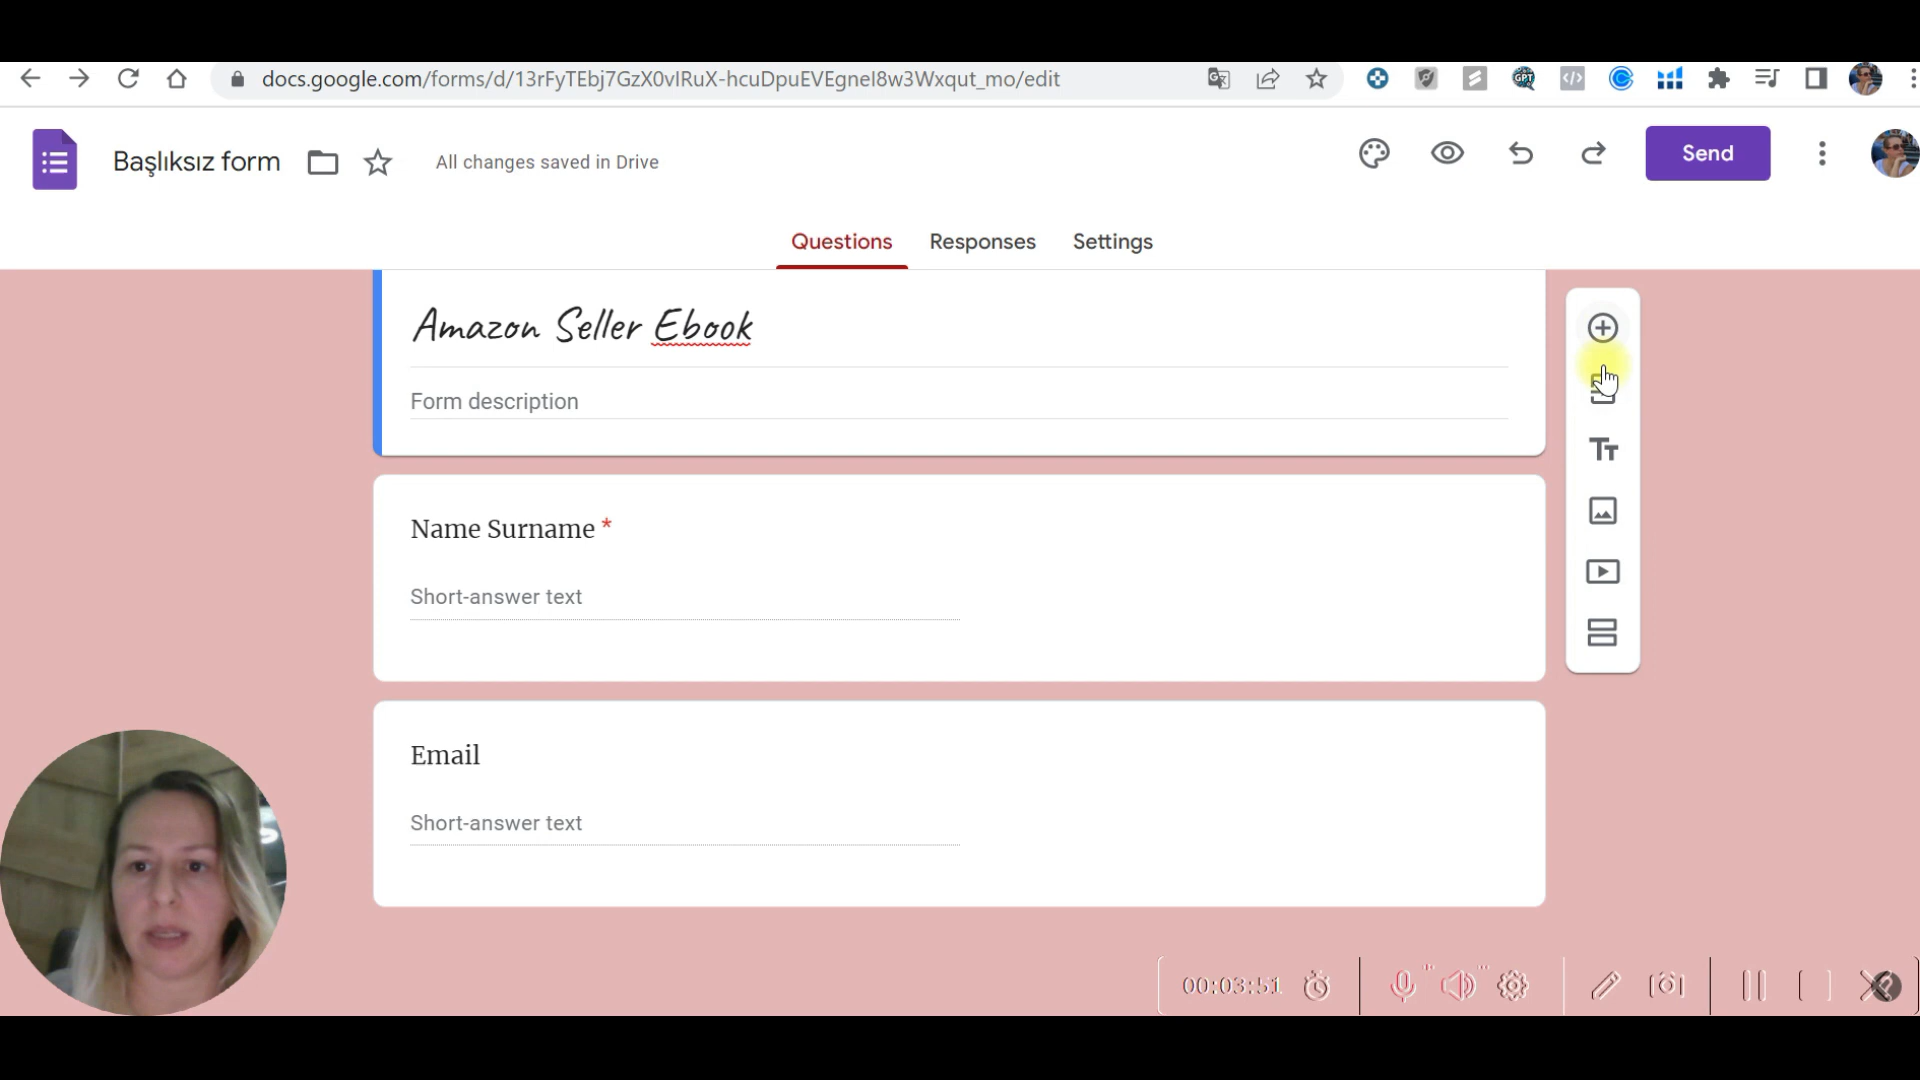 docs.google.com/forms/d/13rFyTEbj7GzX0vIRuX-hcuDpuEVEgnel8w3Wxqut_mo/edit
GPT
Başlıksız form
All changes saved in Drive
Send
Questions
Responses
Settings
Amazon Seller Ebook
Form description
Name Surname *
Short-answer text
Email
Short-answer text
00:03:51